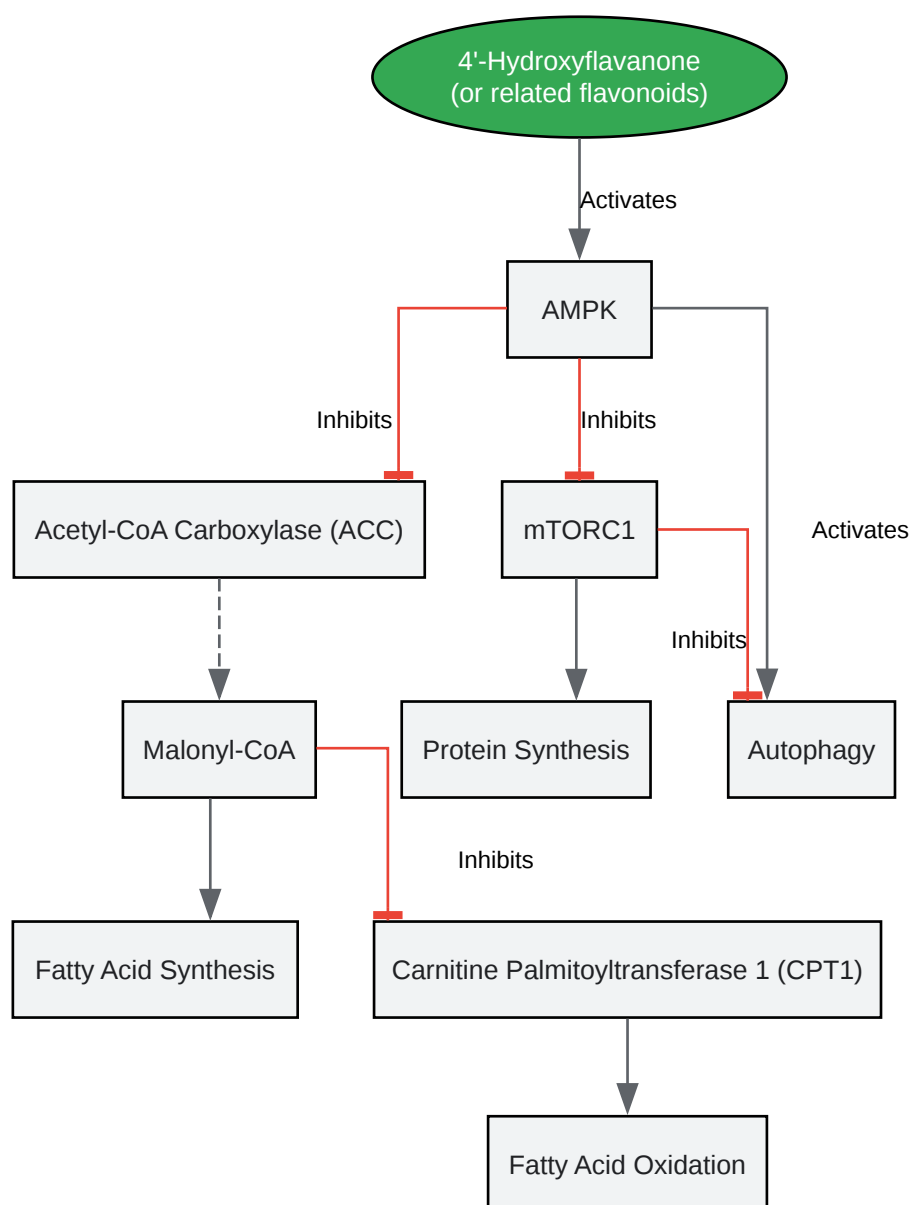 4'-Hydroxyflavanone
(or related flavonoids)
Activates
AMPK
Inhibits
Inhibits
Acetyl-CoA Carboxylase (ACC)
mTORC1
Activates
Inhibits
Malonyl-CoA
Protein Synthesis
Autophagy
Inhibits
Fatty Acid Synthesis
Carnitine Palmitoyltransferase 1 (CPT1)
Fatty Acid Oxidation